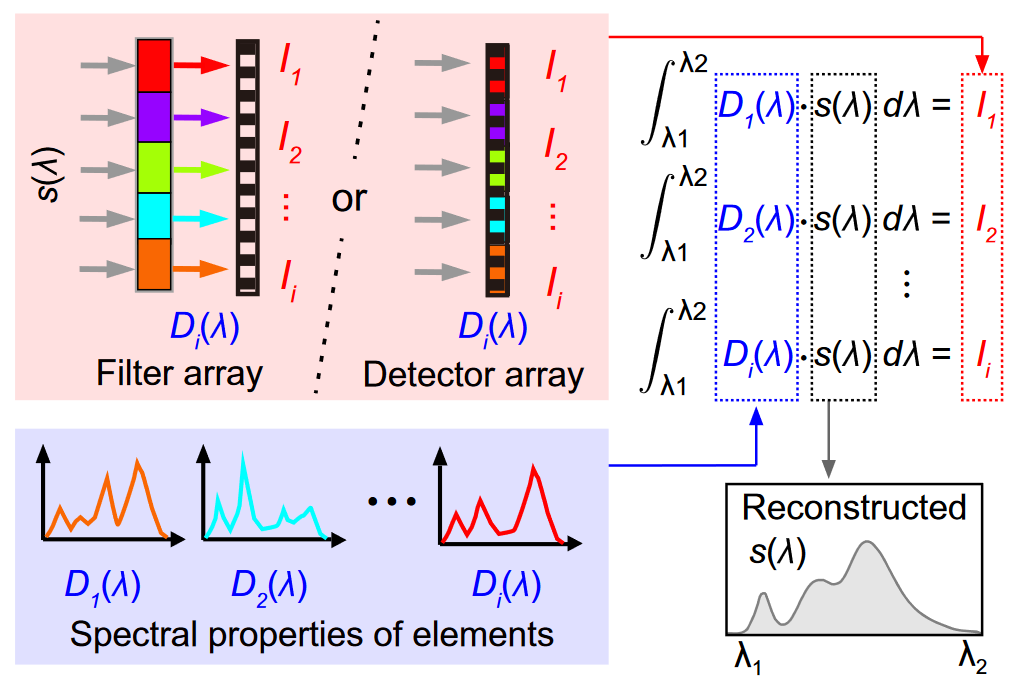 s(λ)
I₁
I₂
⋮
Iᵢ
Dᵢ(λ)
Filter array
or
I₁
I₂
⋮
Iᵢ
Dᵢ(λ)
Detector array
∫λ1λ2 D₁(λ)·s(λ) dλ = I₁
∫λ1λ2 D₂(λ)·s(λ) dλ = I₂
⋮
∫λ1λ2 Dᵢ(λ)·s(λ) dλ = Iᵢ
•••
D₁(λ)
D₂(λ)
Dᵢ(λ)
Spectral properties of elements
Reconstructed
s(λ)
λ₁
λ₂